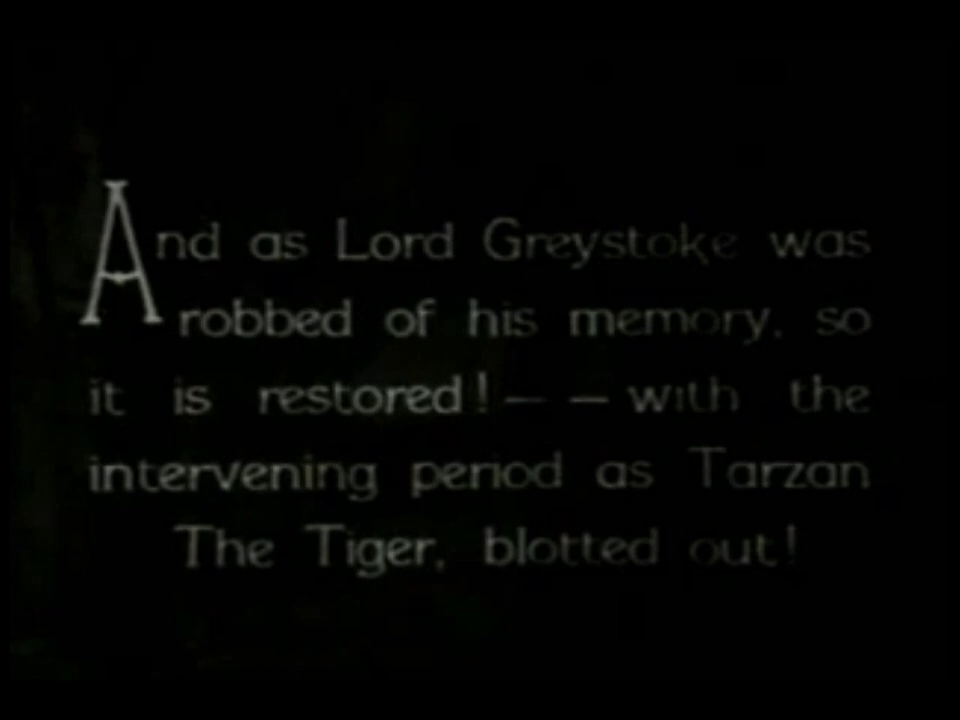 And as Lord Greystoke was
robbed of his memory, so
it is restored! — — with the
intervening period as Tarzan
The Tiger, blotted out!